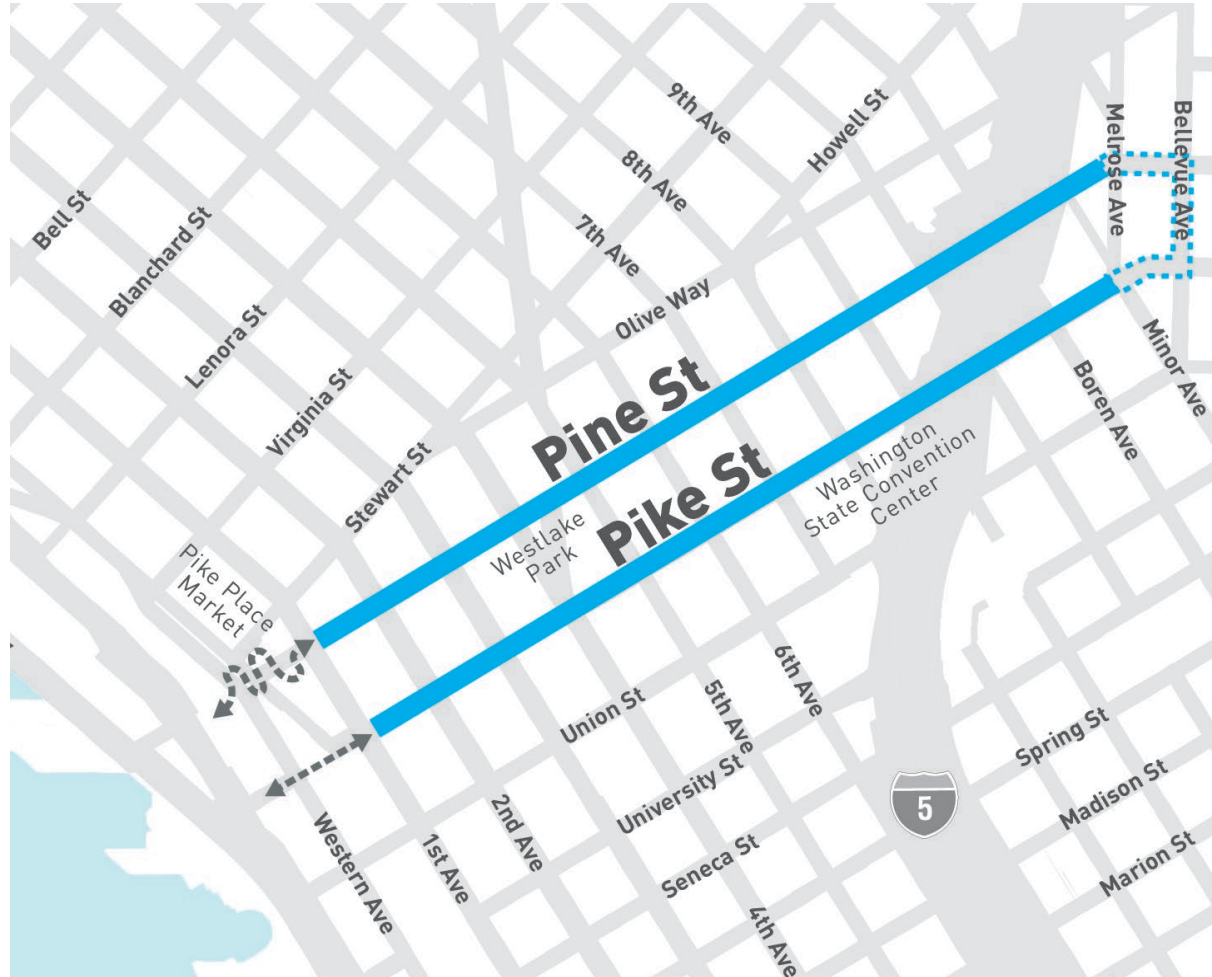 9th Ave
Howell St
Melrose Ave
Bellevue Ave
8th Ave
Bell St
Blanchard St
7th Ave
Olive Way
Lenora St
Virginia St
Stewart St
Pine St
Pike St
Minor Ave
Boren Ave
Washington
State Convention
Center
Westlake
Park
Pike Place
Market
6th Ave
5th Ave
Union St
University St
Spring St
Madison St
Marion St
5
Western Ave
1st Ave
2nd Ave
Seneca St
4th Ave